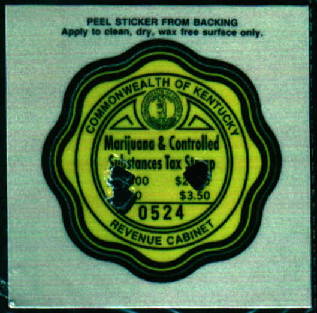 PEEL STICKER FROM BACKING
Apply to clean, dry, wax free surface only.
COMMONWEALTH OF KENTUCKY
Marijuana & Controlled
Substances Tax Stamp
$3.50
0524
REVENUE CABINET